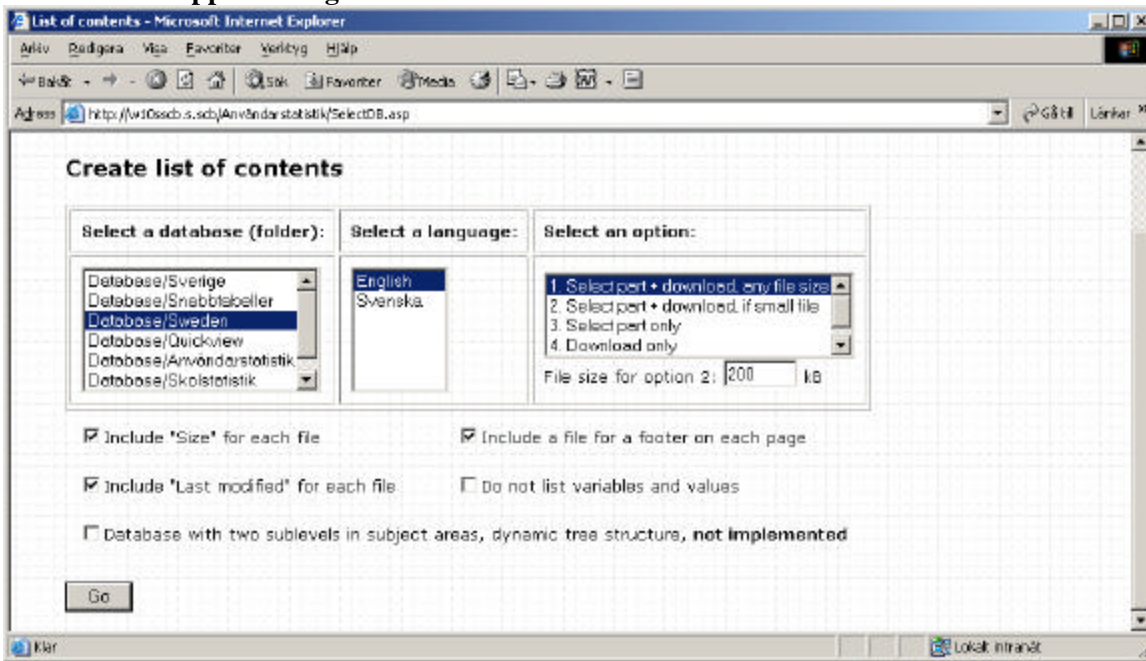 List of contents - Microsoft Internet Explorer
Arkiv Redigera Visa Favoriter Verktyg Hjälp
Bakåt Sök Favoriter Media
Adress http://w10sscb.s.scb/Användarstatistik/SelectDB.asp Gå till Länkar
Create list of contents
Select a database (folder): Select a language: Select an option:
Database/Sverige
Database/Snabbtabeller
Database/Sweden
Database/Quickview
Database/Användarstatistik
Database/Skolstatistik
English
Svenska
1. Select part + download, any file size
2. Select part + download, if small file
3. Select part only
4. Download only
File size for option 2: 200 kB
Include "Size" for each file Include a file for a footer on each page
Include "Last modified" for each file Do not list variables and values
Database with two sublevels in subject areas, dynamic tree structure, not implemented
Go
Klar Lokalt intranät